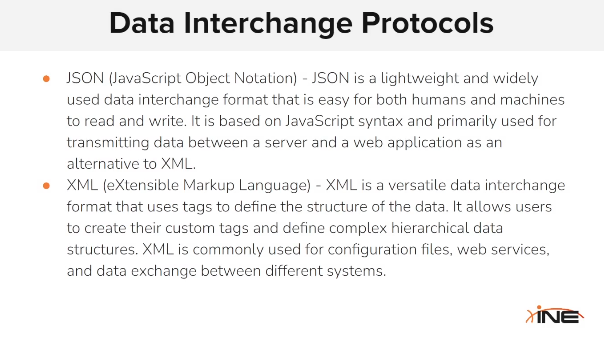 Data Interchange Protocols
● JSON (JavaScript Object Notation) - JSON is a lightweight and widely
used data interchange format that is easy for both humans and machines
to read and write. It is based on JavaScript syntax and primarily used for
transmitting data between a server and a web application as an
alternative to XML.
● XML (eXtensible Markup Language) - XML is a versatile data interchange
format that uses tags to define the structure of the data. It allows users
to create their custom tags and define complex hierarchical data
structures. XML is commonly used for configuration files, web services,
and data exchange between different systems.
INE